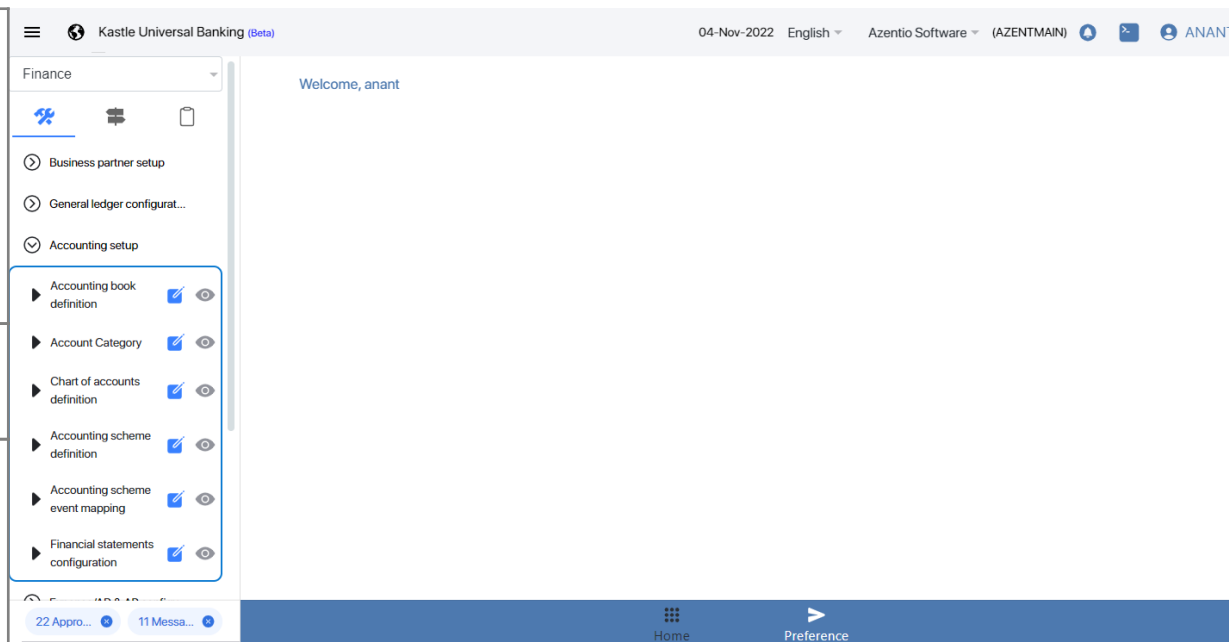 Kastle Universal Banking (Beta)
04-Nov-2022 English Azentio Software (AZENTMAIN) ANANT
Finance
Welcome, anant
Business partner setup
General ledger configurat...
Accounting setup
Accounting book
definition
Account Category
Chart of accounts
definition
Accounting scheme
definition
Accounting scheme
event mapping
Financial statements
configuration
22 Appro... 11 Messa...
Home Preference